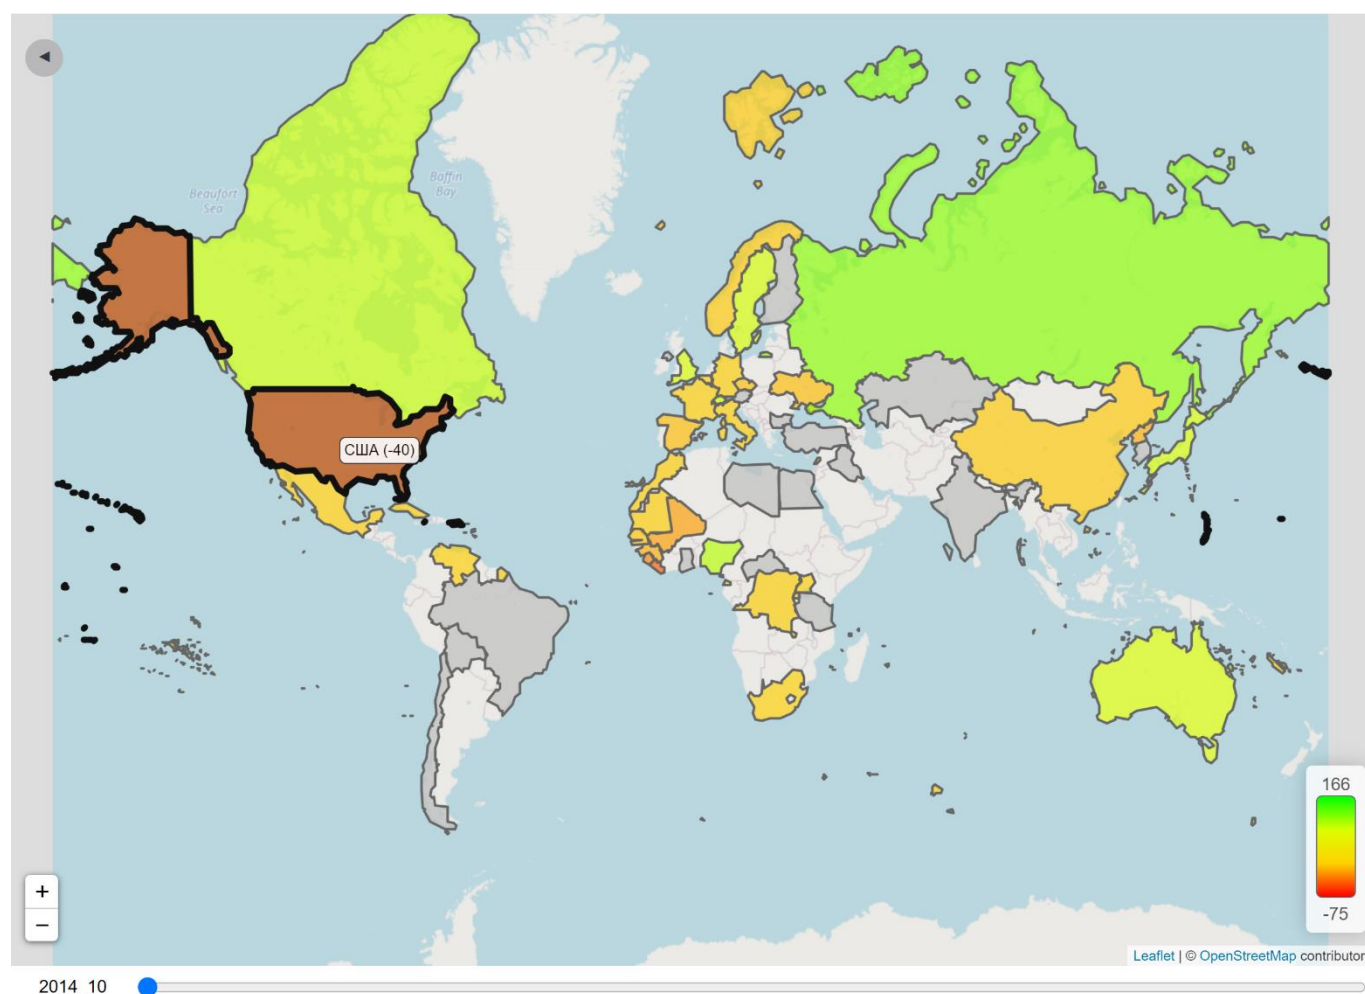 ◄
Beaufort
Sea
Baffin
Bay
США (-40)
166
-75
+
−
Leaflet | © OpenStreetMap contributor
2014 10